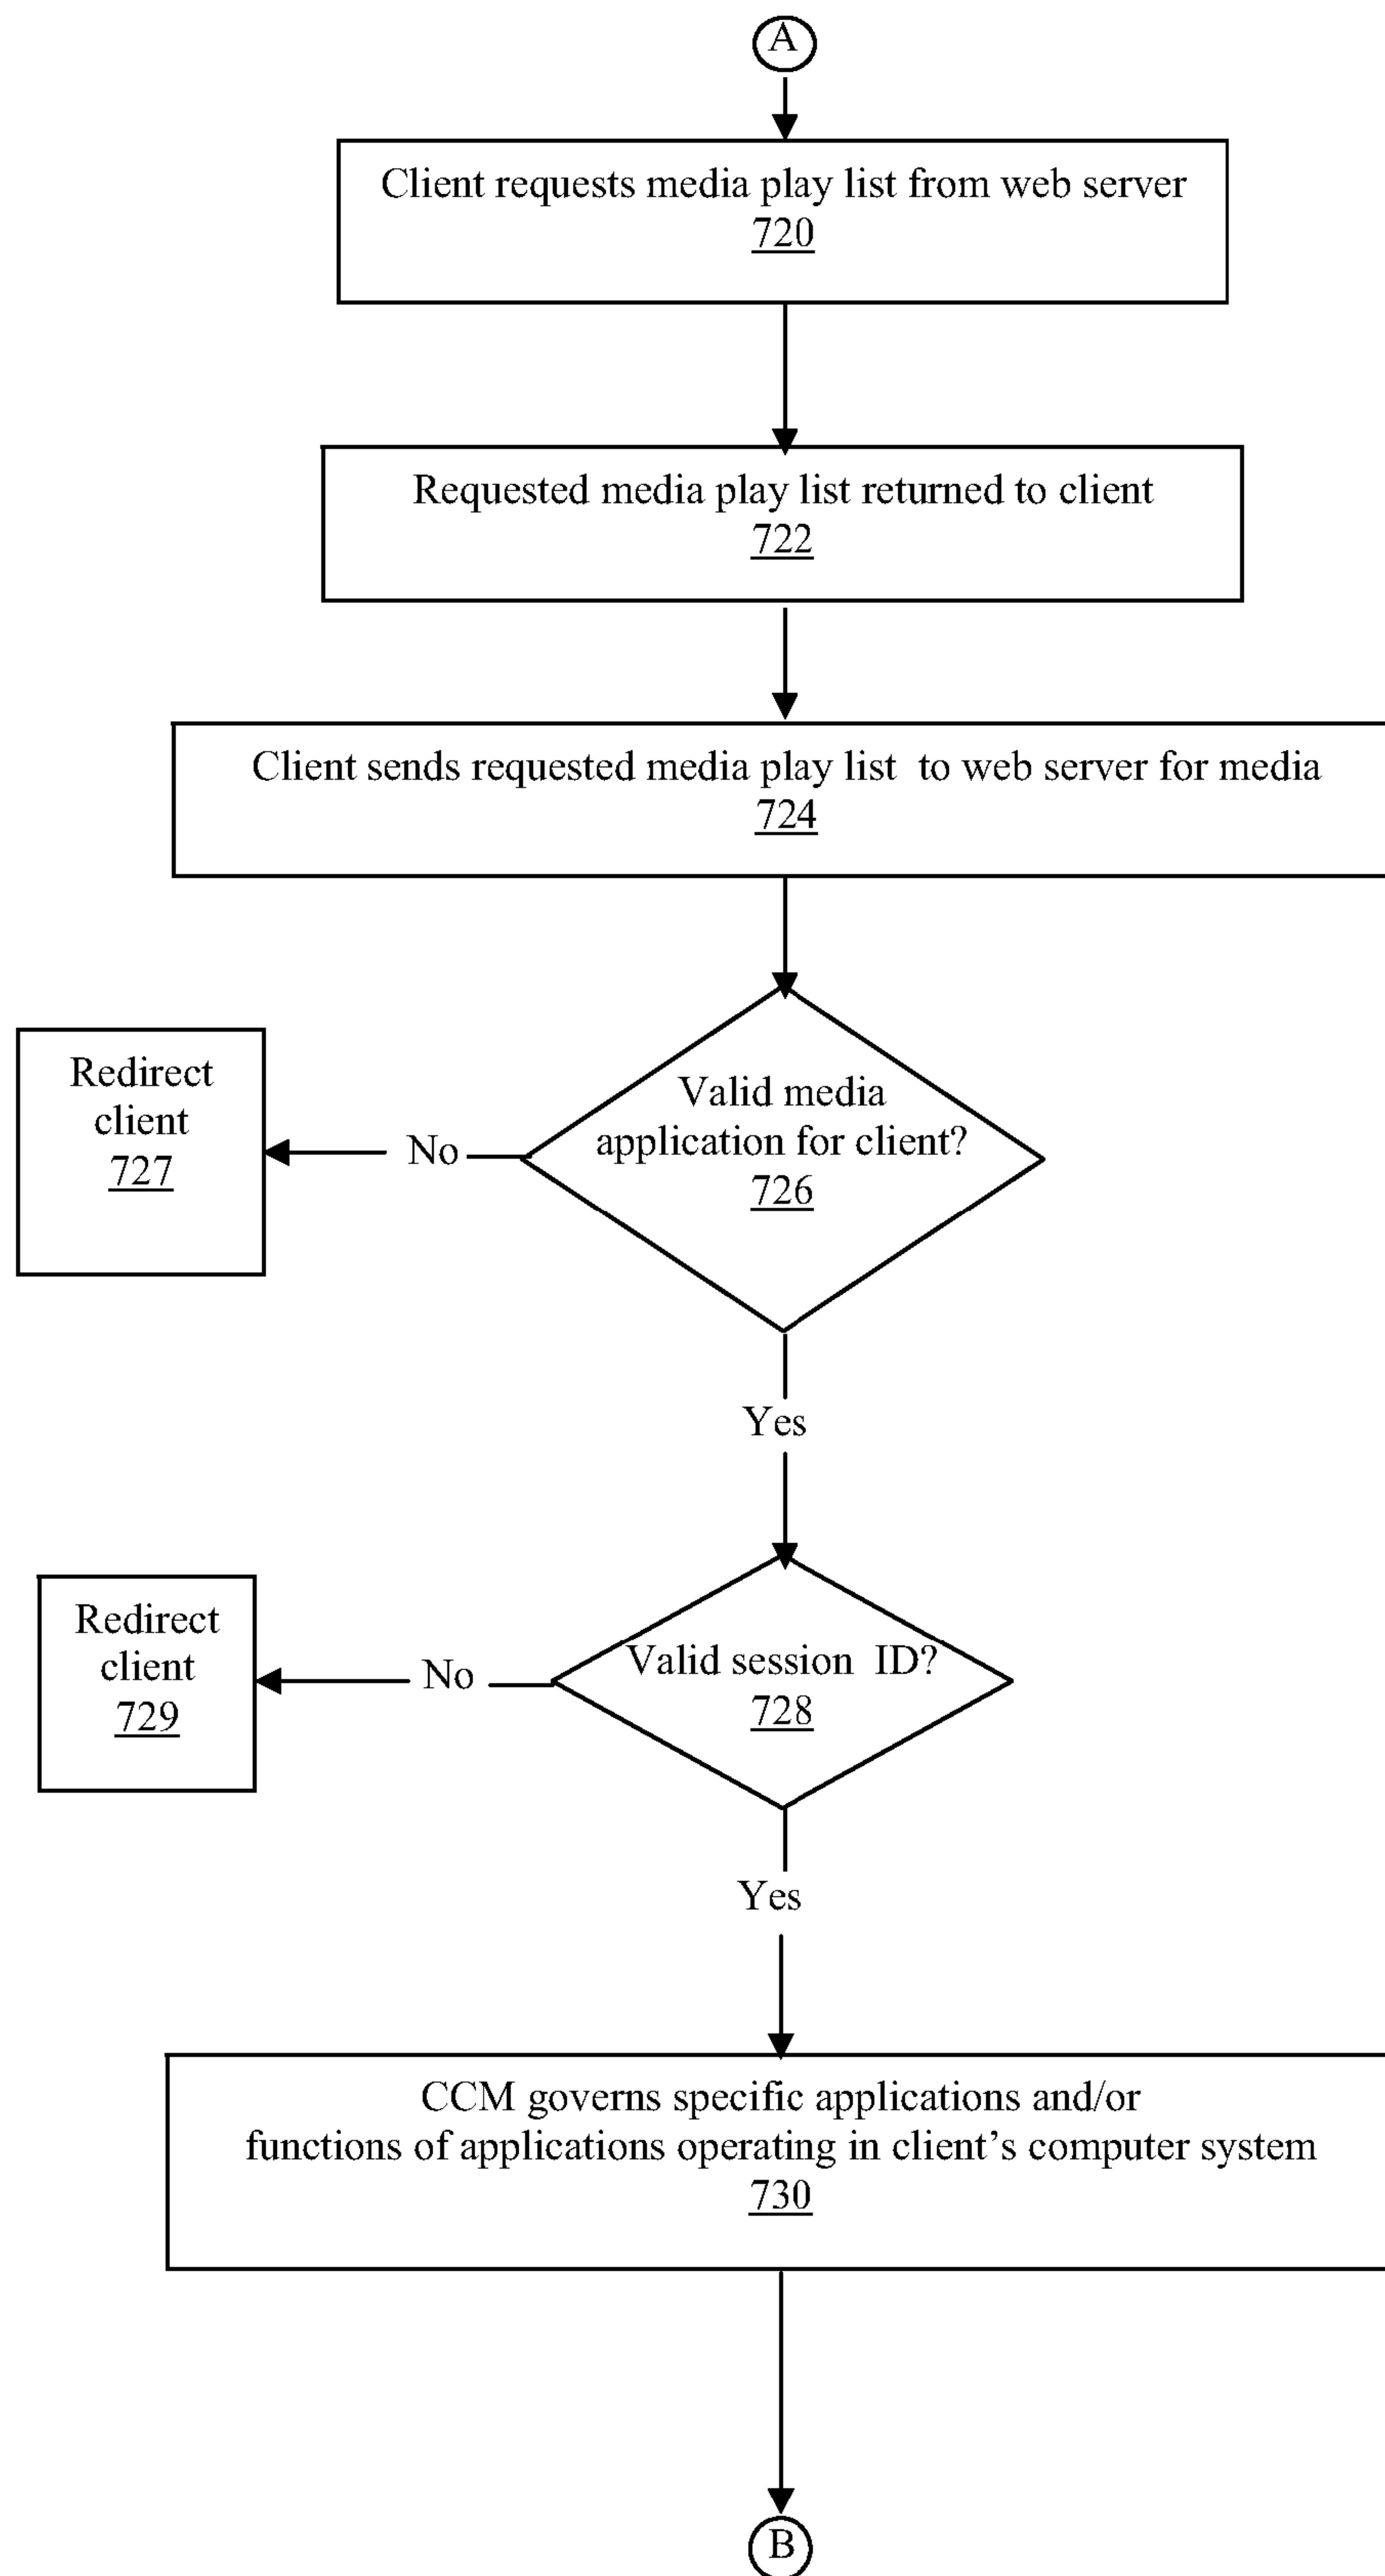 A
Client requests media play list from web server
720
Requested media play list returned to client
722
Client sends requested media play list to web server for media
724
Valid media
application for client?
726
No
Redirect
client
727
Yes
Valid session ID?
728
No
Redirect
client
729
Yes
CCM governs specific applications and/or
functions of applications operating in client's computer system
730
B